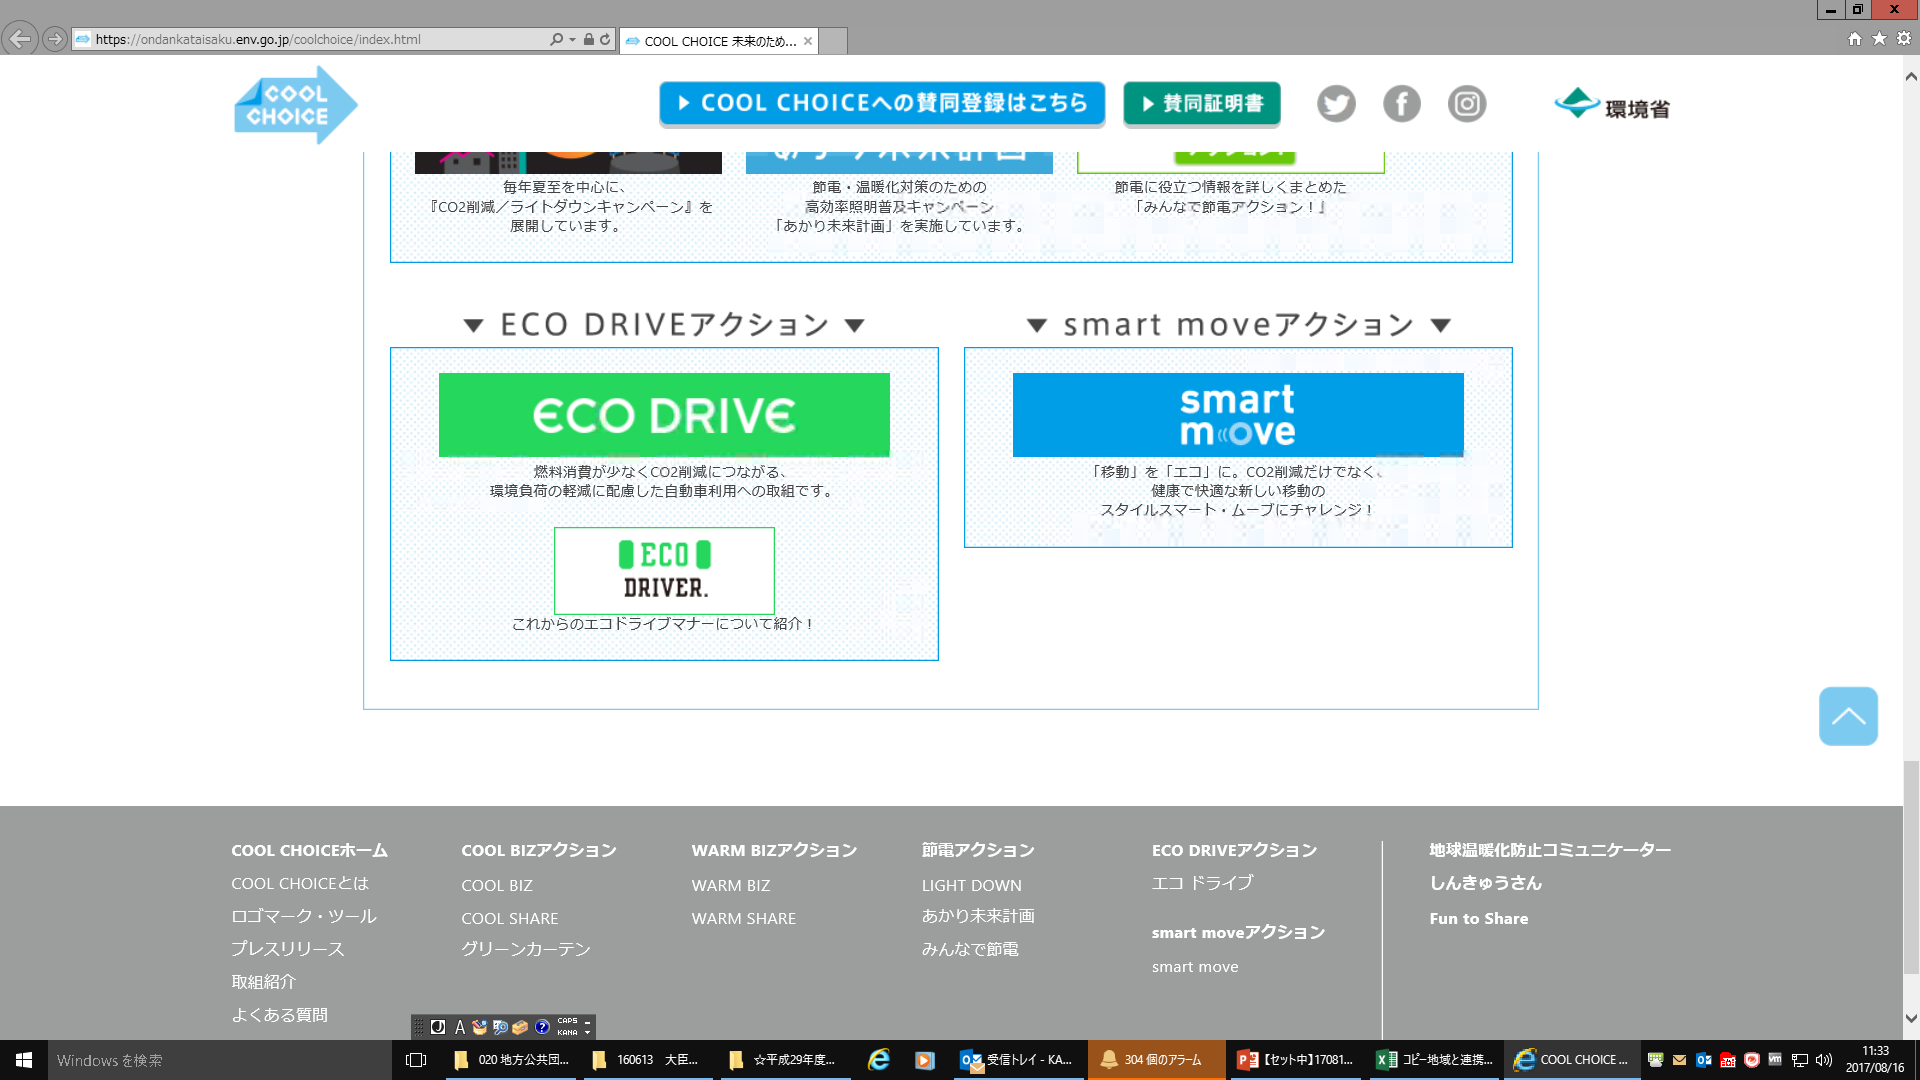 https://ondankataisaku.env.go.jp/coolchoice/index.html
COOL CHOICE 未来のため...
COOL
CHOICE
COOL CHOICEへの賛同登録はこちら
賛同証明書
環境省
毎年夏至を中心に、
『CO2削減／ライトダウンキャンペーン』を
展開しています。
節電・温暖化対策のための
高効率照明普及キャンペーン
「あかり未来計画」を実施しています。
節電に役立つ情報を詳しくまとめた
「みんなで節電アクション！』
▼ ECO DRIVEアクション ▼
ECO DRIVE
燃料消費が少なくCO2削減につながる、
環境負荷の軽減に配慮した自動車利用への取組です。
ECO
DRIVER.
これからのエコドライブマナーについて紹介！
▼ smart moveアクション ▼
smart
move
「移動」を「エコ」に。CO2削減だけでなく、
健康で快適な新しい移動の
スタイルスマート・ムーブにチャレンジ！
COOL CHOICEホーム
COOL CHOICEとは
ロゴマーク・ツール
プレスリリース
取組紹介
よくある質問
COOL BIZアクション
COOL BIZ
COOL SHARE
グリーンカーテン
WARM BIZアクション
WARM BIZ
WARM SHARE
節電アクション
LIGHT DOWN
あかり未来計画
みんなで節電
ECO DRIVEアクション
エコ ドライブ
smart moveアクション
smart move
地球温暖化防止コミュニケーター
しんきゅうさん
Fun to Share
A
CAPS
KANA
Windows を検索
020 地方公共団...
160613　大臣...
☆平成29年度...
受信トレイ - KA...
304 個のアラーム
【セット中】17081...
コピー地域と連携...
COOL CHOICE ...
11:33
2017/08/16